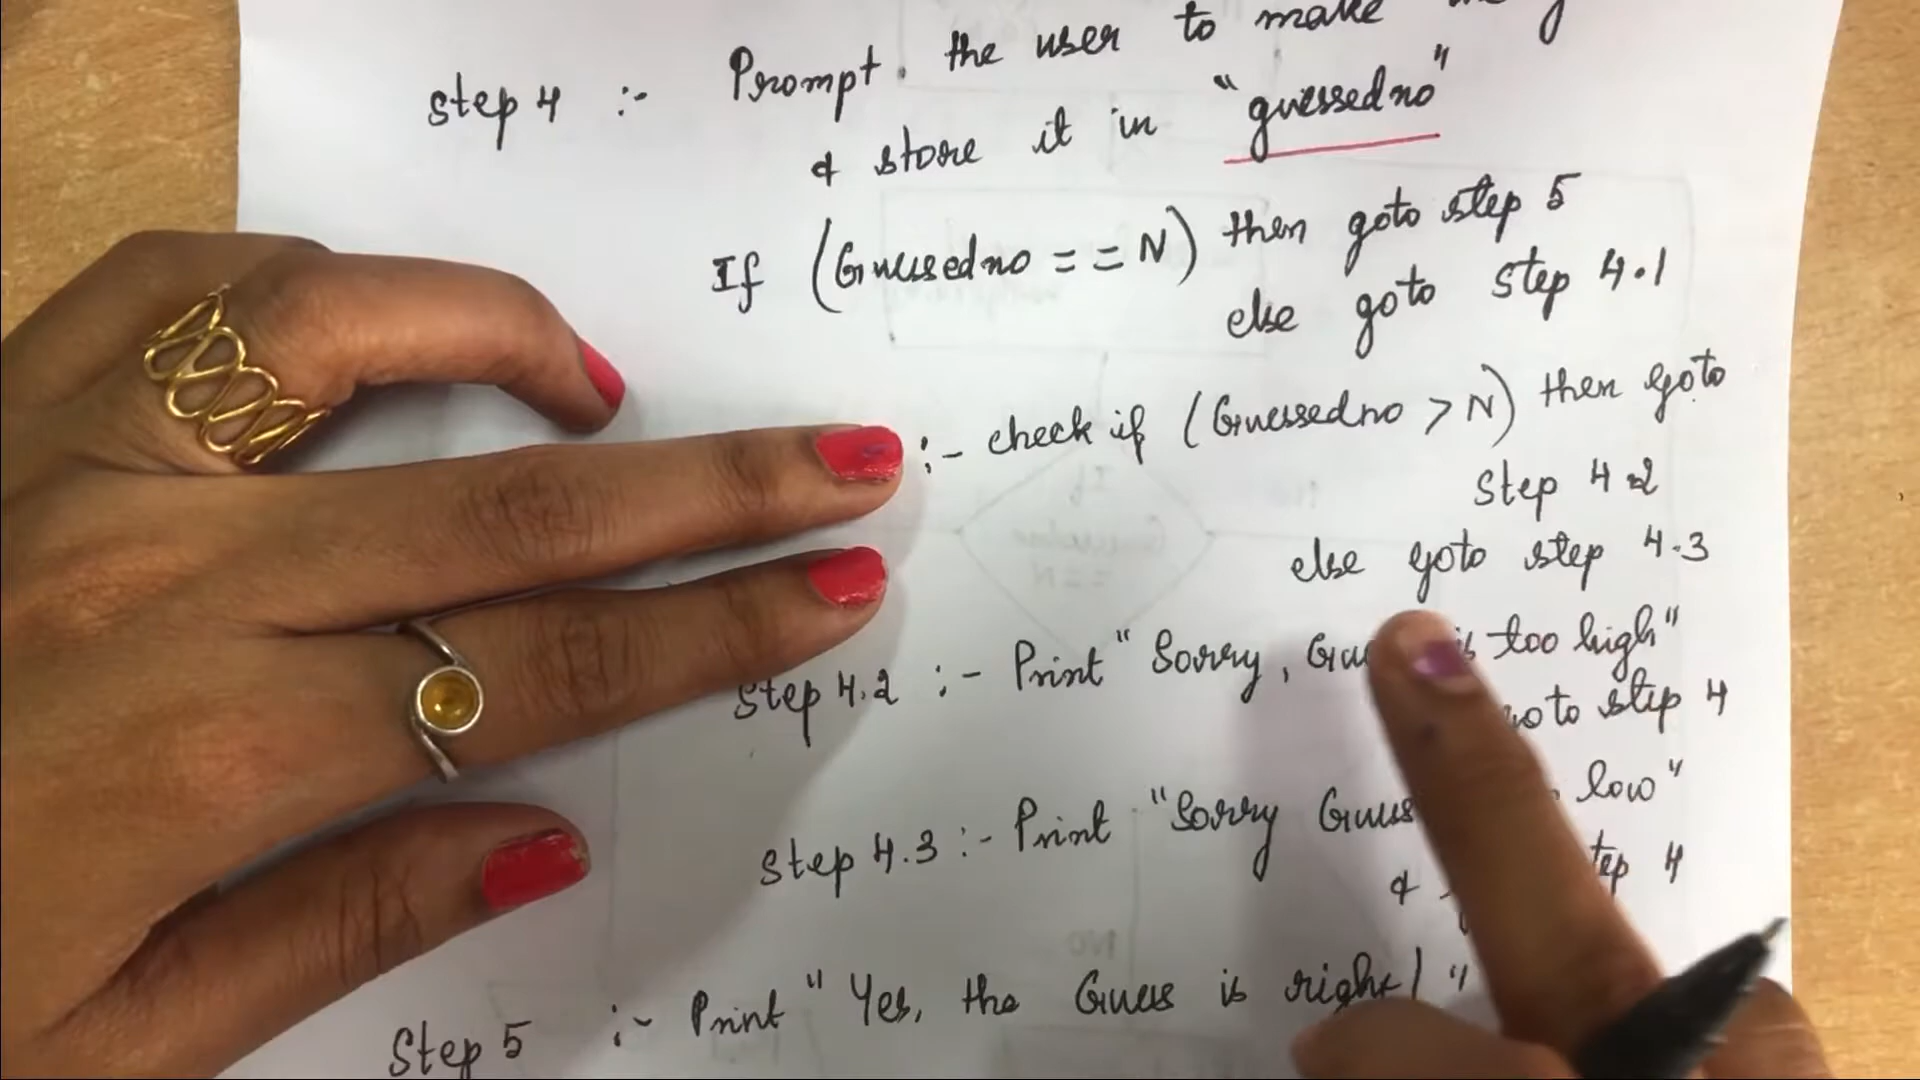 Prompt the user to make
Step 4 :- & store it in "guessedno"
If (Guessedno == N) then goto step 5
else goto step 4.1
:- check if (Guessedno > N) then goto
Step 4.2
else goto step 4.3
Step 4.2 :- Print "Sorry, is too high"
step 4
Step 4.3 :- Print "Sorry low"
& 4
Step 5 :- Print "Yes, the Guess is right!"